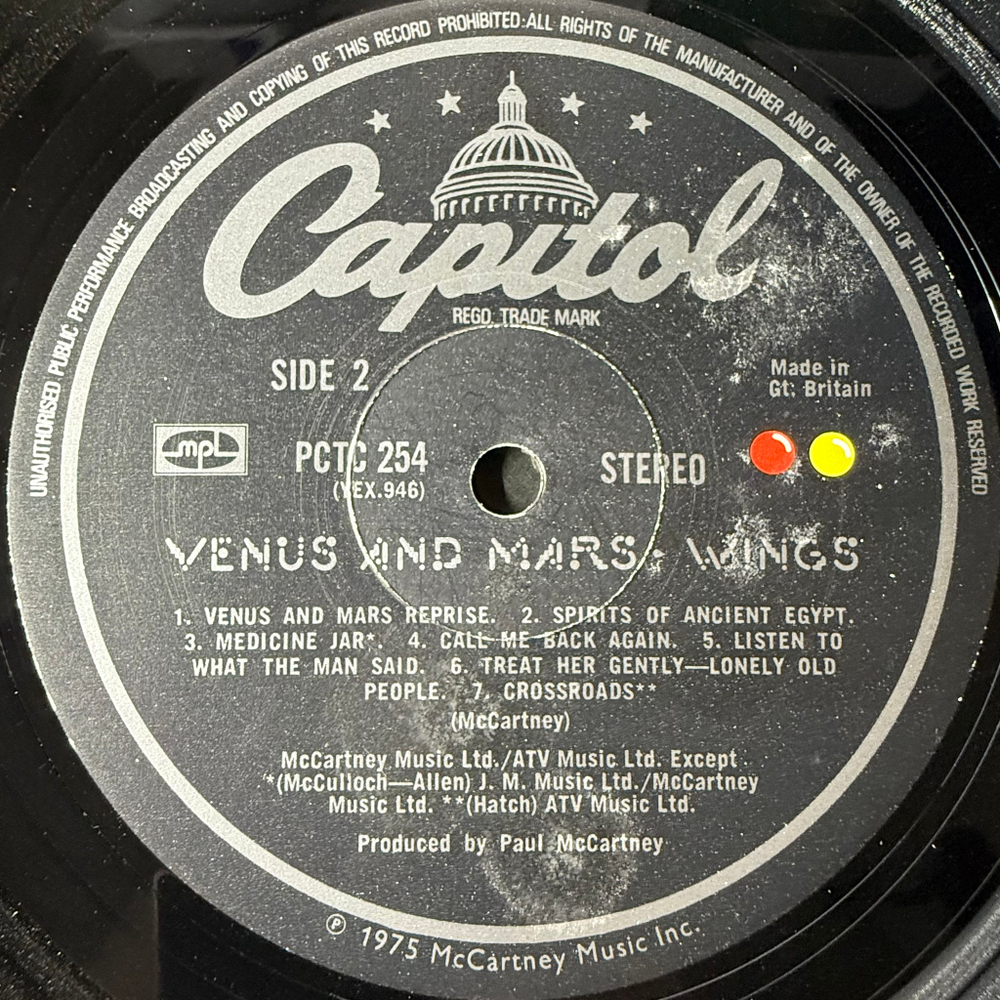 UNAUTHORISED PUBLIC PERFORMANCE BROADCASTING AND COPYING OF THIS RECORD PROHIBITED:ALL RIGHTS OF THE MANUFACTURER AND OF THE OWNER OF THE RECORDED WORK RESERVED
Capitol
REGD. TRADE MARK
SIDE 2
Made in
Gt. Britain
mpl
PCTC 254
STEREO
(YEX.946)
VENUS AND MARS: WINGS
1. VENUS AND MARS REPRISE. 2. SPIRITS OF ANCIENT EGYPT.
3. MEDICINE JAR*. 4. CALL ME BACK AGAIN. 5. LISTEN TO
WHAT THE MAN SAID. 6. TREAT HER GENTLY—LONELY OLD
PEOPLE. 7. CROSSROADS**
(McCartney)
McCartney Music Ltd./ATV Music Ltd. Except
*(McCulloch—Allen) J. M. Music Ltd./McCartney
Music Ltd. **(Hatch) ATV Music Ltd.
Produced by Paul McCartney
℗ 1975 McCartney Music Inc.